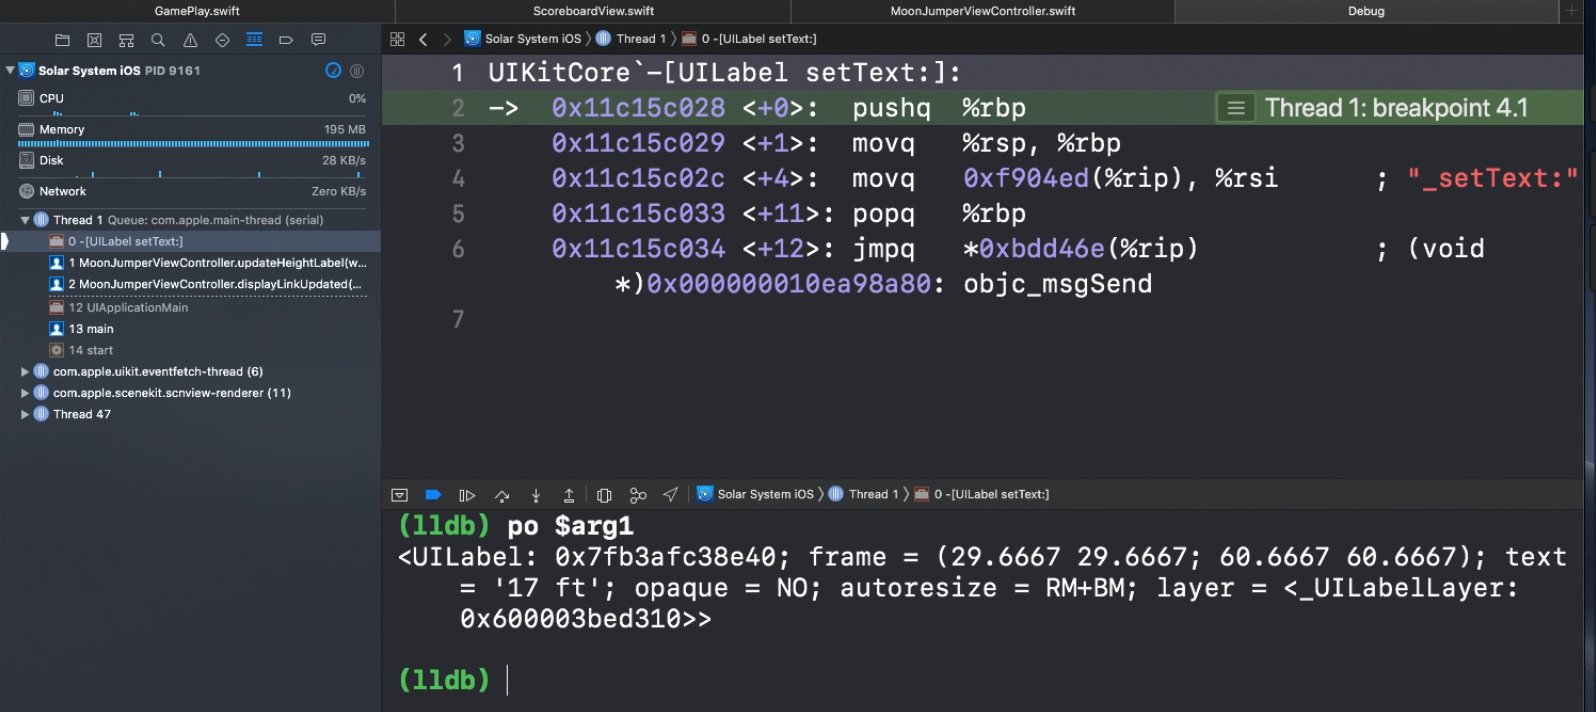 GamePlay.swift
ScoreboardView.swift
MoonJumperViewController.swift
Debug
Solar System iOS PID 9161
CPU 0%
Memory 195 MB
Disk 28 KB/s
Network Zero KB/s
Thread 1 Queue: com.apple.main-thread (serial)
0 -[UILabel setText:]
1 MoonJumperViewController.updateHeightLabel(w...
2 MoonJumperViewController.displayLinkUpdated(...
12 UIApplicationMain
13 main
14 start
com.apple.uikit.eventfetch-thread (6)
com.apple.scenekit.scnview-renderer (11)
Thread 47
Solar System iOS 〉 Thread 1 〉 0 -[UILabel setText:]
1 UIKitCore`-[UILabel setText:]:
2 -> 0x11c15c028 <+0>: pushq %rbp Thread 1: breakpoint 4.1
3 0x11c15c029 <+1>: movq %rsp, %rbp
4 0x11c15c02c <+4>: movq 0xf904ed(%rip), %rsi ; "_setText:"
5 0x11c15c033 <+11>: popq %rbp
6 0x11c15c034 <+12>: jmpq *0xbdd46e(%rip) ; (void
*)0x000000010ea98a80: objc_msgSend
7
Solar System iOS 〉 Thread 1 〉 0 -[UILabel setText:]
(lldb) po $arg1
<UILabel: 0x7fb3afc38e40; frame = (29.6667 29.6667; 60.6667 60.6667); text
= '17 ft'; opaque = NO; autoresize = RM+BM; layer = <_UILabelLayer:
0x600003bed310>>
(lldb)